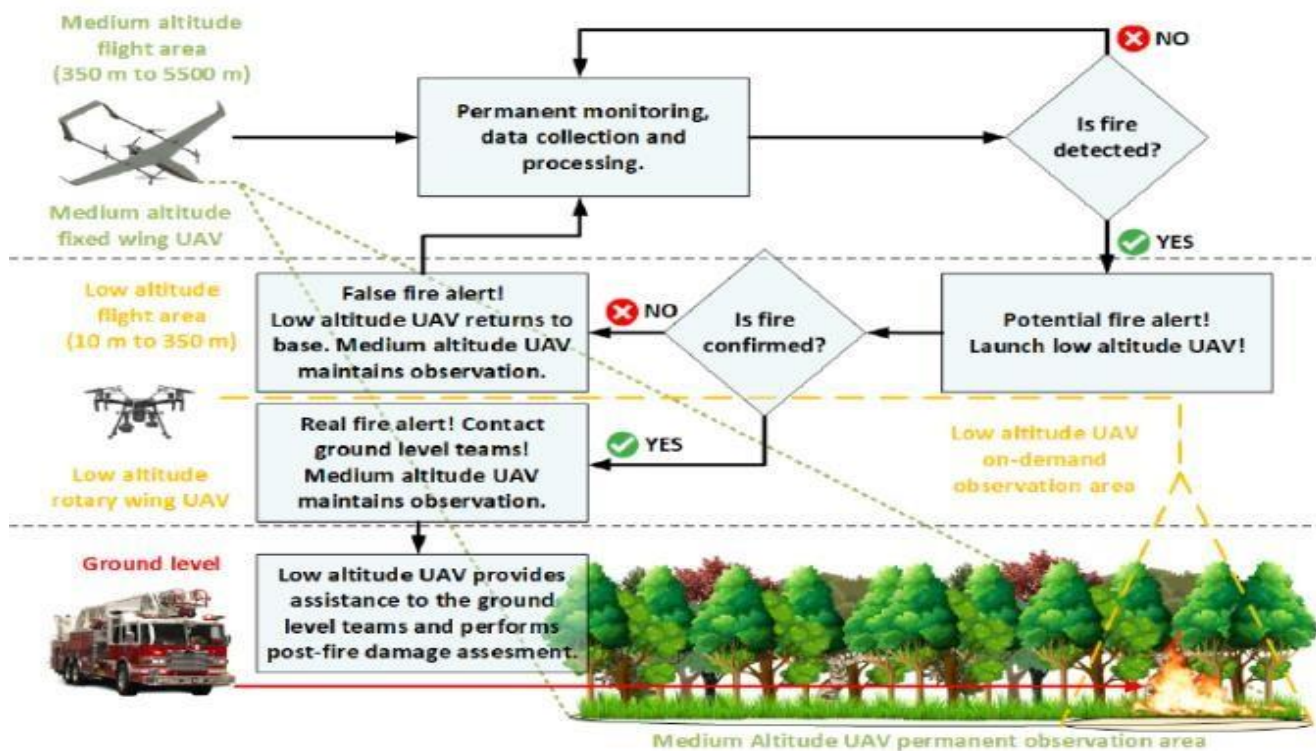 Medium altitude
flight area
(350 m to 5500 m)
Medium altitude
fixed wing UAV
Permanent monitoring,
data collection and
processing.
NO
Is fire
detected?
YES
Low altitude
flight area
(10 m to 350 m)
Low altitude
rotary wing UAV
False fire alert!
Low altitude UAV returns to
base. Medium altitude UAV
maintains observation.
NO
Is fire
confirmed?
Potential fire alert!
Launch low altitude UAV!
Real fire alert! Contact
ground level teams!
Medium altitude UAV
maintains observation.
YES
Low altitude UAV
on-demand
observation area
Ground level
Low altitude UAV provides
assistance to the ground
level teams and performs
post-fire damage assesment.
Medium Altitude UAV permanent observation area